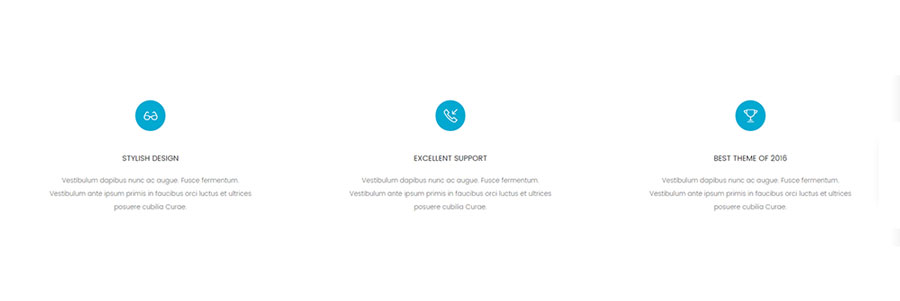 STYLISH DESIGN
Vestibulum dapibus nunc ac augue. Fusce fermentum.
Vestibulum ante ipsum primis in faucibus orci luctus et ultrices
posuere cubilia Curae.
EXCELLENT SUPPORT
Vestibulum dapibus nunc ac augue. Fusce fermentum.
Vestibulum ante ipsum primis in faucibus orci luctus et ultrices
posuere cubilia Curae.
BEST THEME OF 2016
Vestibulum dapibus nunc ac augue. Fusce fermentum.
Vestibulum ante ipsum primis in faucibus orci luctus et ultrices
posuere cubilia Curae.